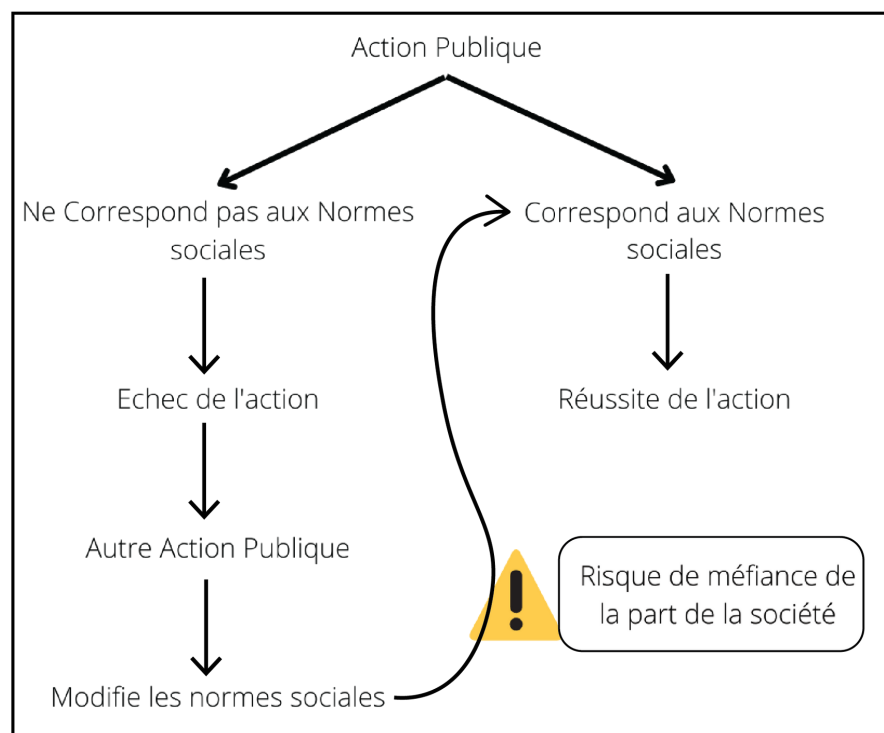 Action Publique
Ne Correspond pas aux Normes
sociales
Correspond aux Normes
sociales
Echec de l'action
Réussite de l'action
Autre Action Publique
Risque de méfiance de
la part de la société
Modifie les normes sociales